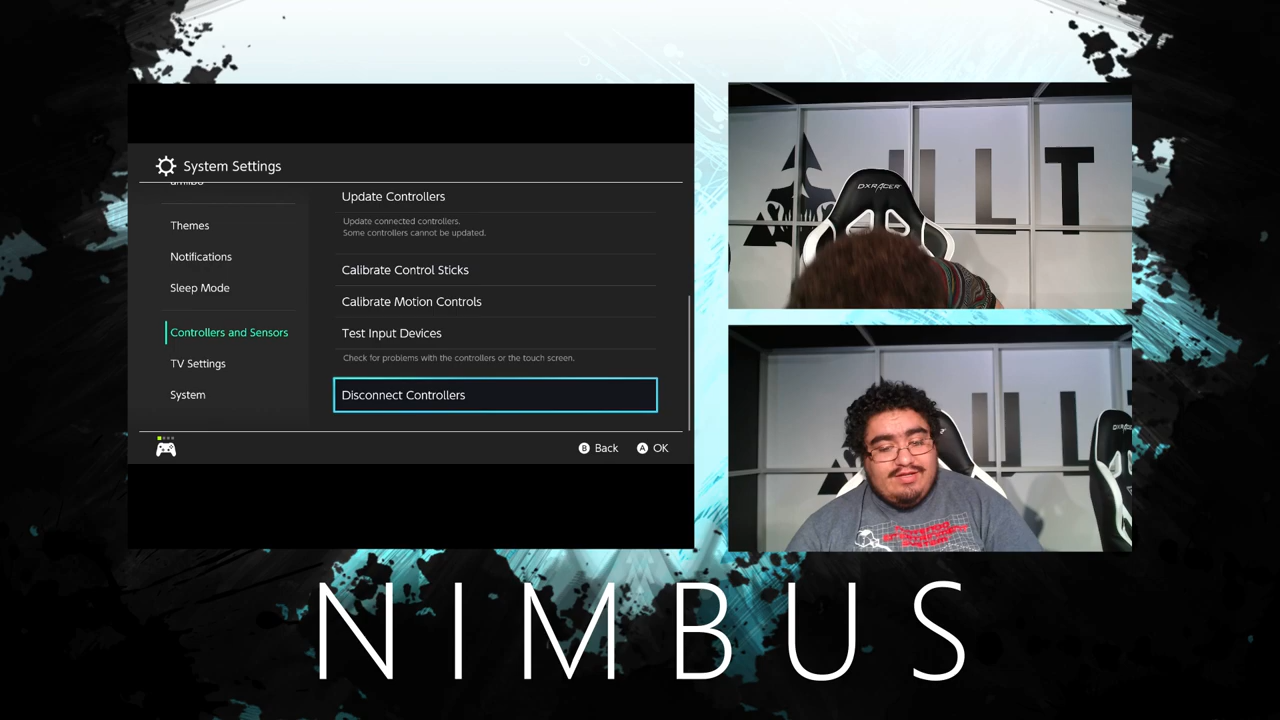 System Settings
amiibo
Themes
Notifications
Sleep Mode
Controllers and Sensors
TV Settings
System
Update Controllers
Update connected controllers.
Some controllers cannot be updated.
Calibrate Control Sticks
Calibrate Motion Controls
Test Input Devices
Check for problems with the controllers or the touch screen.
Disconnect Controllers
B Back
A OK
DXRACER
ULT
NIMBUS